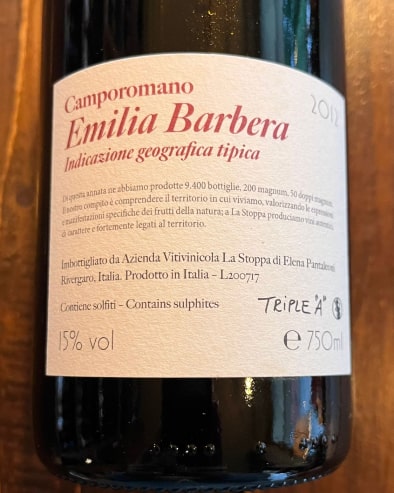 Camporomano
2012
Emilia Barbera
Indicazione geografica tipica
Di questa annata ne abbiamo prodotte 9.400 bottiglie, 200 magnum, 50 doppi magnum.
Il nostro compito è comprendere il territorio in cui viviamo, valorizzando le espressioni
e manifestazioni specifiche dei frutti della natura; a La Stoppa produciamo vini autentici,
di carattere e fortemente legati al territorio.
Imbottigliato da Azienda Vitivinicola La Stoppa di Elena Pantaleoni
Rivergaro, Italia. Prodotto in Italia – L200717
Contiene solfiti – Contains sulphites
TRIPLE "A"
15% vol
e 750ml